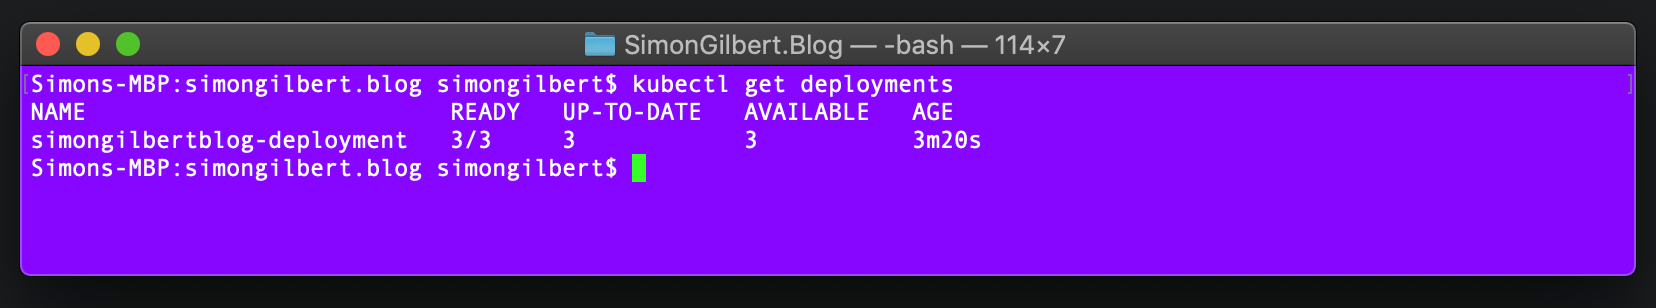 SimonGilbert.Blog — -bash — 114×7
[Simons-MBP:simongilbert.blog simongilbert$ kubectl get deployments ]
NAME READY UP-TO-DATE AVAILABLE AGE
simongilbertblog-deployment 3/3 3 3 3m20s
Simons-MBP:simongilbert.blog simongilbert$